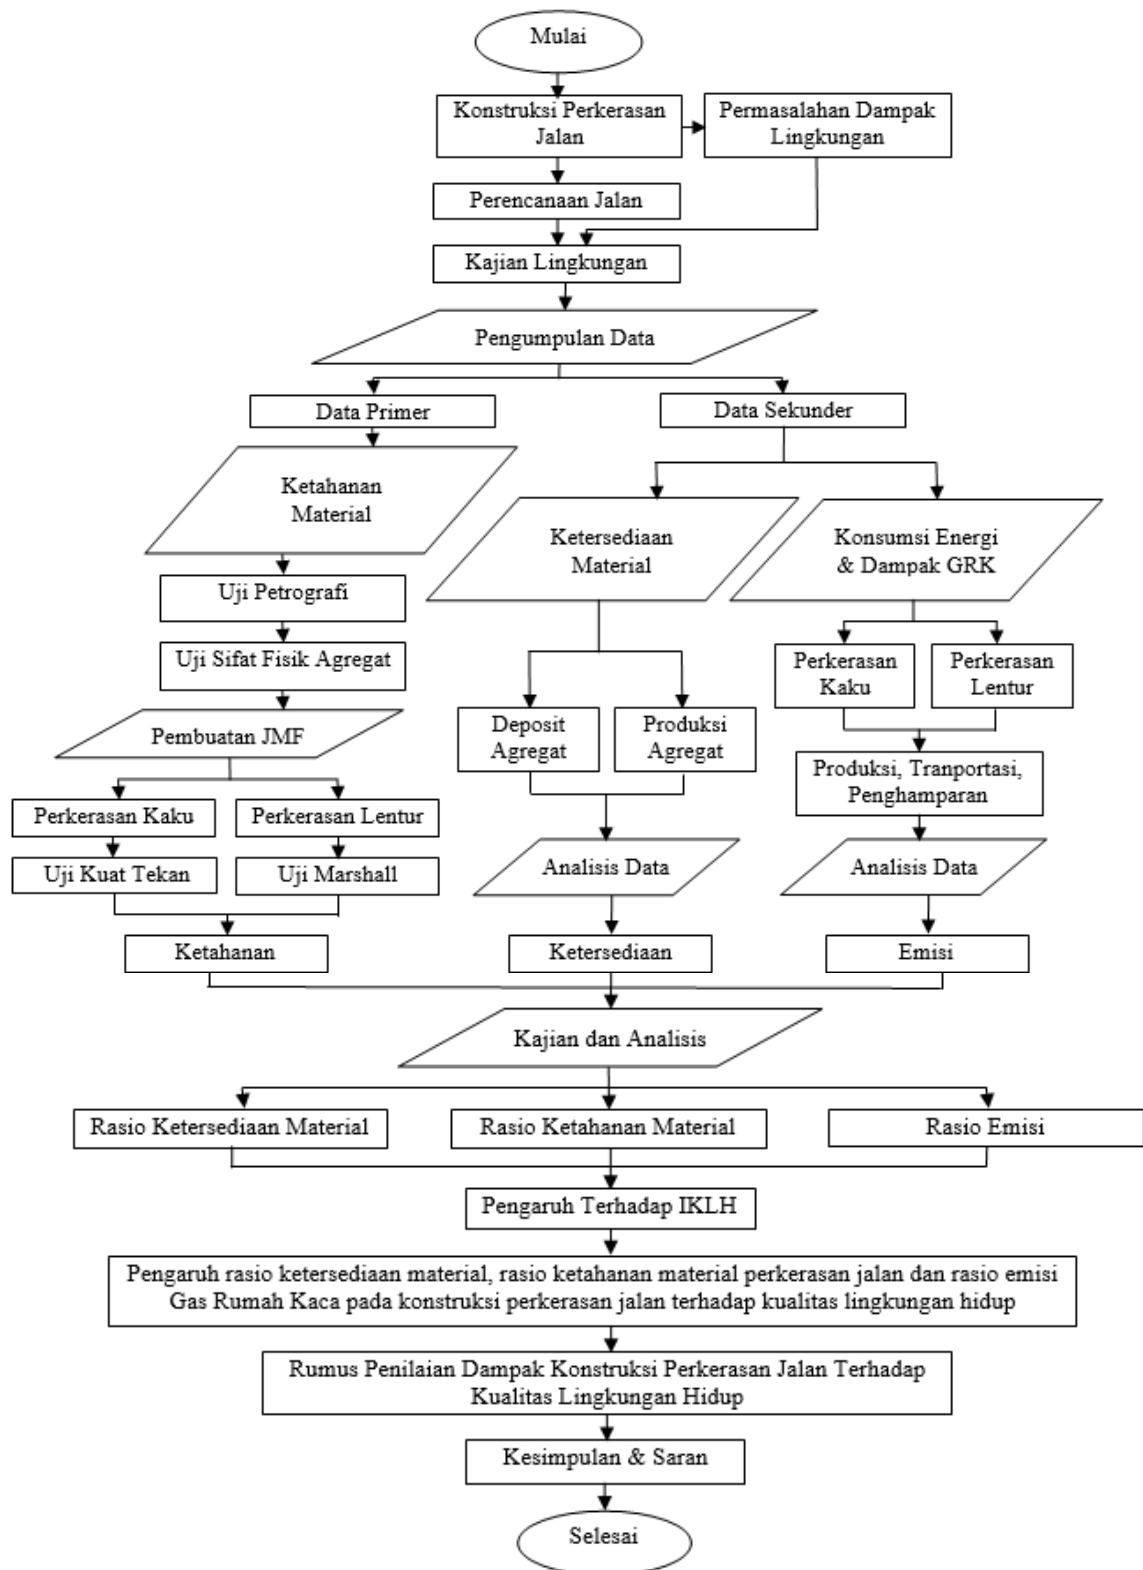 Mulai
Konstruksi Perkerasan
Jalan
Permasalahan Dampak
Lingkungan
Perencanaan Jalan
Kajian Lingkungan
Pengumpulan Data
Data Primer
Data Sekunder
Ketahanan
Material
Ketersediaan
Material
Konsumsi Energi
& Dampak GRK
Uji Petrografi
Uji Sifat Fisik Agregat
Perkerasan
Kaku
Perkerasan
Lentur
Pembuatan JMF
Deposit
Agregat
Produksi
Agregat
Produksi, Tranportasi,
Penghamparan
Perkerasan Kaku
Perkerasan Lentur
Uji Kuat Tekan
Uji Marshall
Analisis Data
Analisis Data
Ketahanan
Ketersediaan
Emisi
Kajian dan Analisis
Rasio Ketersediaan Material
Rasio Ketahanan Material
Rasio Emisi
Pengaruh Terhadap IKLH
Pengaruh rasio ketersediaan material, rasio ketahanan material perkerasan jalan dan rasio emisi
Gas Rumah Kaca pada konstruksi perkerasan jalan terhadap kualitas lingkungan hidup
Rumus Penilaian Dampak Konstruksi Perkerasan Jalan Terhadap
Kualitas Lingkungan Hidup
Kesimpulan & Saran
Selesai